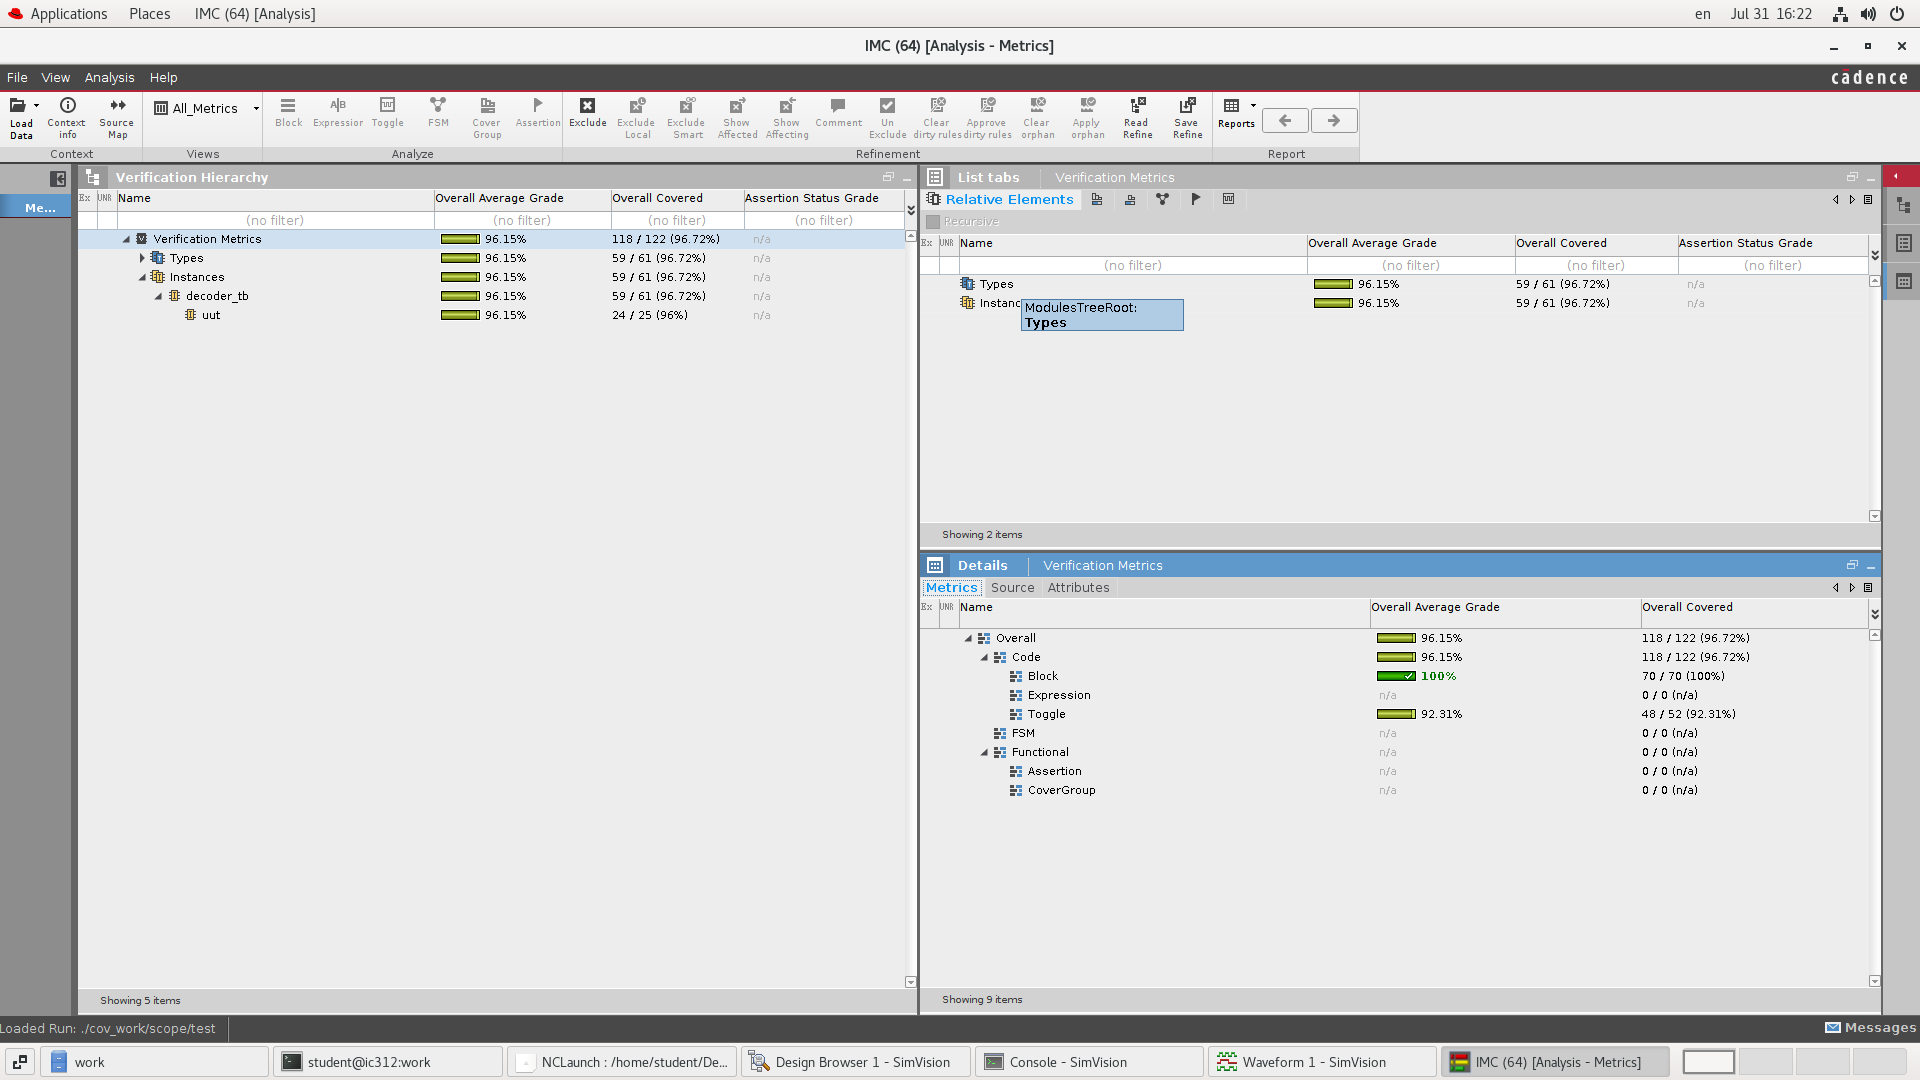 Applications Places IMC (64) [Analysis] en Jul 31 16:22
IMC (64) [Analysis - Metrics]
File View Analysis Help cādence
Load Data Context info Source Map All_Metrics Block Expression Toggle FSM Cover Group Assertion Exclude Exclude Local Exclude Smart Show Affected Show Affecting Comment Un Exclude Clear dirty rules Approve dirty rules Clear orphan Apply orphan Read Refine Save Refine Reports
Context Views Analyze Refinement Report
Me...
Verification Hierarchy
Ex UNR Name Overall Average Grade Overall Covered Assertion Status Grade
(no filter) (no filter) (no filter) (no filter)
Verification Metrics 96.15% 118 / 122 (96.72%) n/a
Types 96.15% 59 / 61 (96.72%) n/a
Instances 96.15% 59 / 61 (96.72%) n/a
decoder_tb 96.15% 59 / 61 (96.72%) n/a
uut 96.15% 24 / 25 (96%) n/a
Showing 5 items
List tabs Verification Metrics
Relative Elements
Recursive
Ex UNR Name Overall Average Grade Overall Covered Assertion Status Grade
(no filter) (no filter) (no filter) (no filter)
Types 96.15% 59 / 61 (96.72%) n/a
Instanc 96.15% 59 / 61 (96.72%) n/a
ModulesTreeRoot:
Types
Showing 2 items
Details Verification Metrics
Metrics Source Attributes
Ex UNR Name Overall Average Grade Overall Covered
Overall 96.15% 118 / 122 (96.72%)
Code 96.15% 118 / 122 (96.72%)
Block 100% 70 / 70 (100%)
Expression n/a 0 / 0 (n/a)
Toggle 92.31% 48 / 52 (92.31%)
FSM n/a 0 / 0 (n/a)
Functional n/a 0 / 0 (n/a)
Assertion n/a 0 / 0 (n/a)
CoverGroup n/a 0 / 0 (n/a)
Showing 9 items
Loaded Run: ./cov_work/scope/test Messages
work student@ic312:work NCLaunch : /home/student/De... Design Browser 1 - SimVision Console - SimVision Waveform 1 - SimVision IMC (64) [Analysis - Metrics]